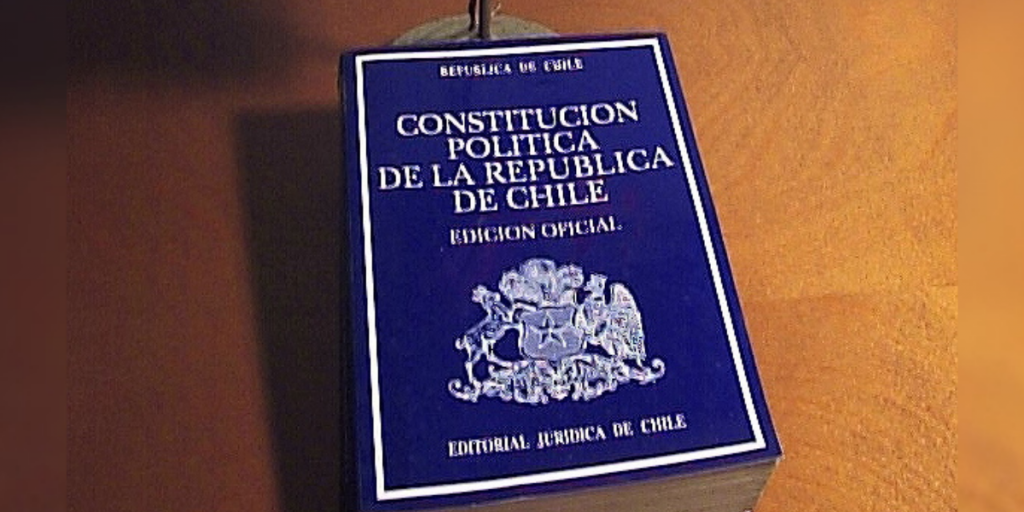 REPUBLICA DE CHILE
CONSTITUCION
POLITICA
DE LA REPUBLICA
DE CHILE
EDICION OFICIAL
EDITORIAL JURIDICA DE CHILE